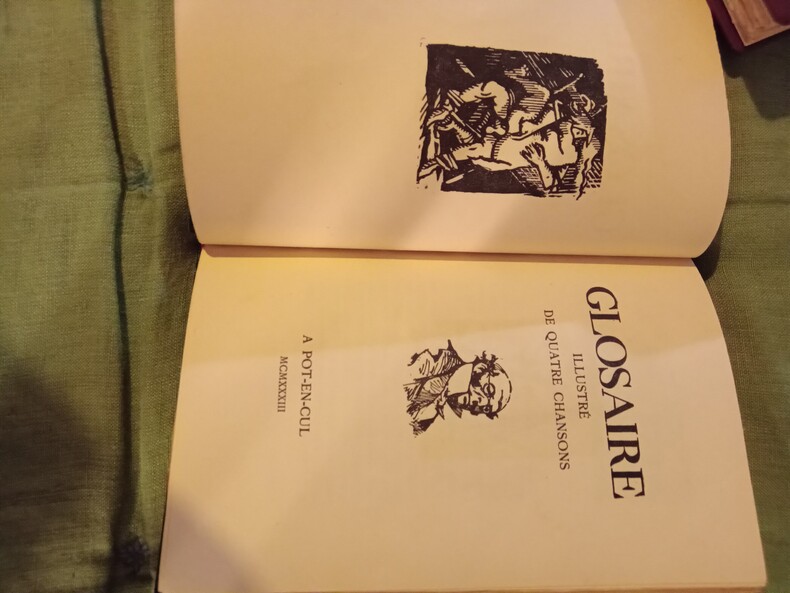 GLOSAIRE
ILLUSTRÉ
DE QUATRE CHANSONS
A POT-EN-CUL
MCMXXXIII